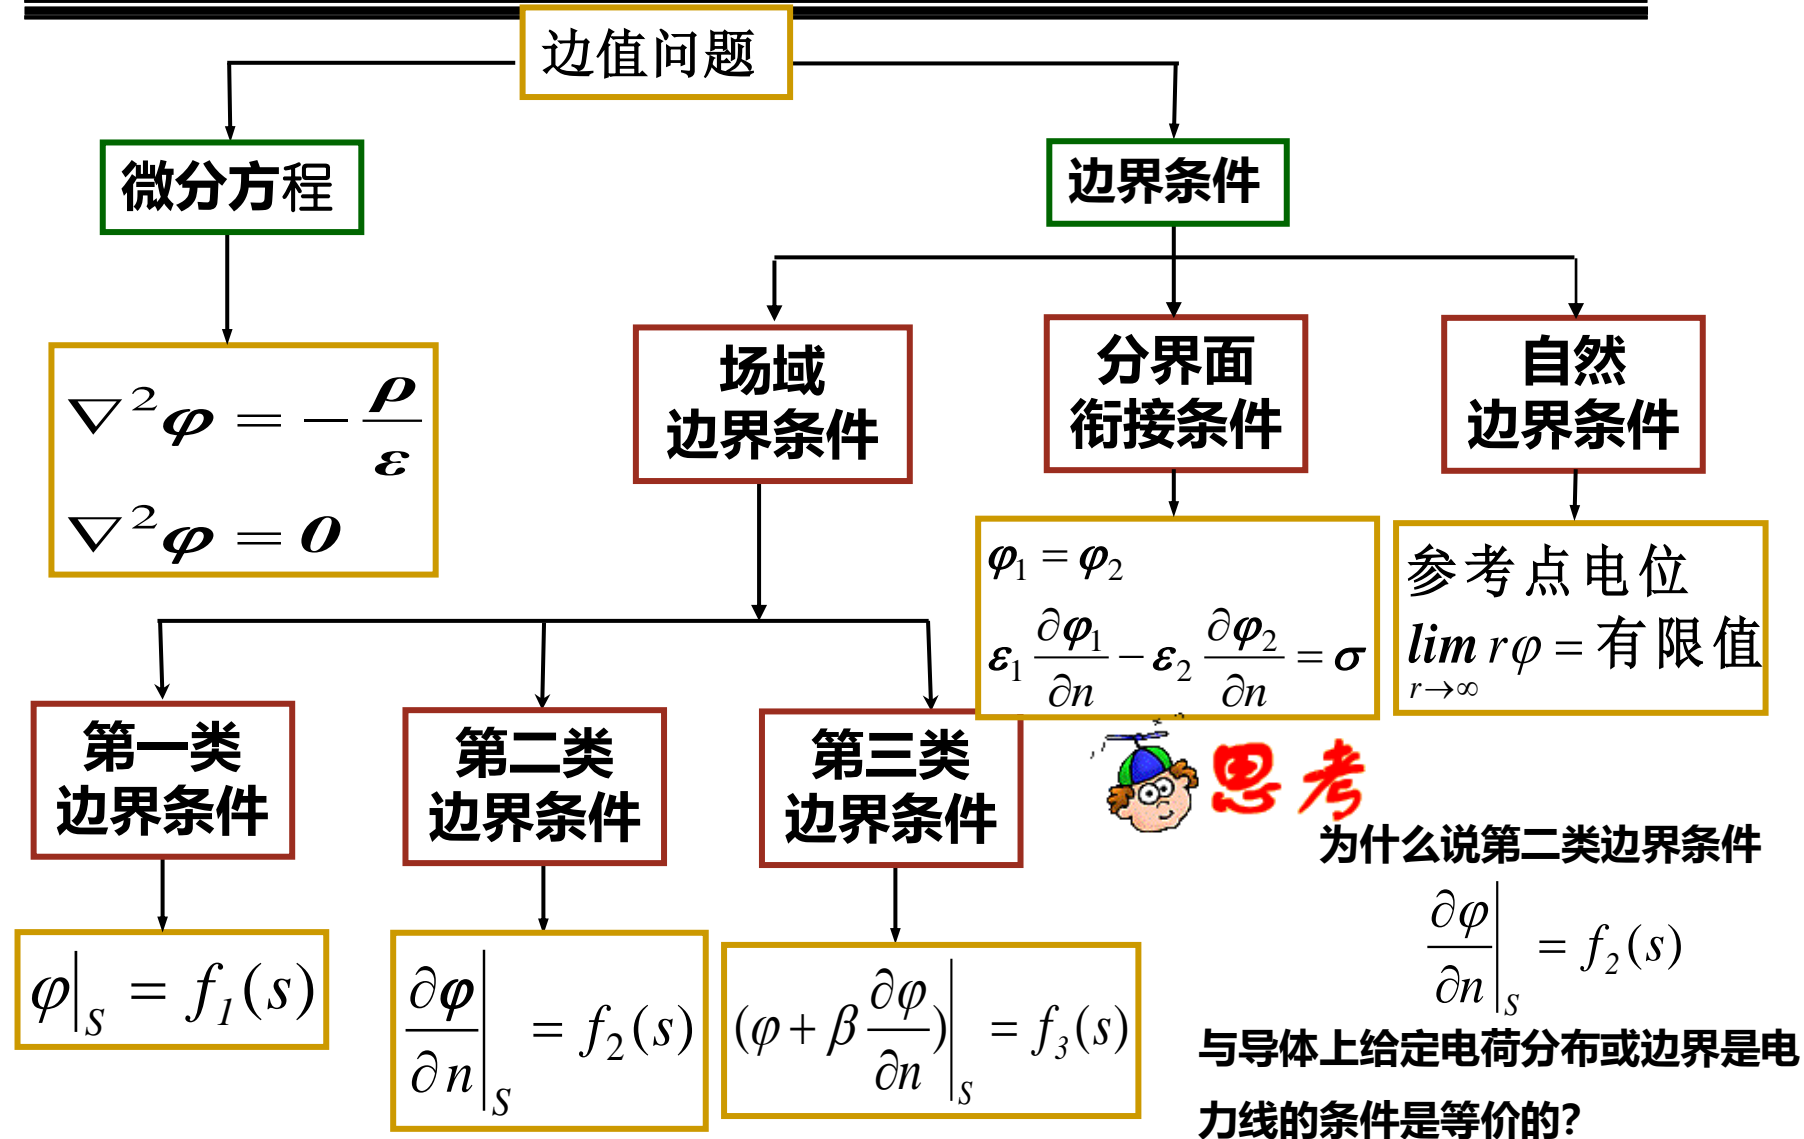 边值问题
微分方程
边界条件
∇²φ = −ρ/ε
∇²φ = 0
场域
边界条件
分界面
衔接条件
自然
边界条件
φ₁ = φ₂
ε₁ ∂φ₁/∂n − ε₂ ∂φ₂/∂n = σ
参考点电位
lim rφ = 有限值
r→∞
第一类
边界条件
第二类
边界条件
第三类
边界条件
φ|S = f₁(s)
∂φ/∂n|S = f₂(s)
(φ + β ∂φ/∂n)|S = f₃(s)
思考
为什么说第二类边界条件
∂φ/∂n|S = f₂(s)
与导体上给定电荷分布或边界是电
力线的条件是等价的?